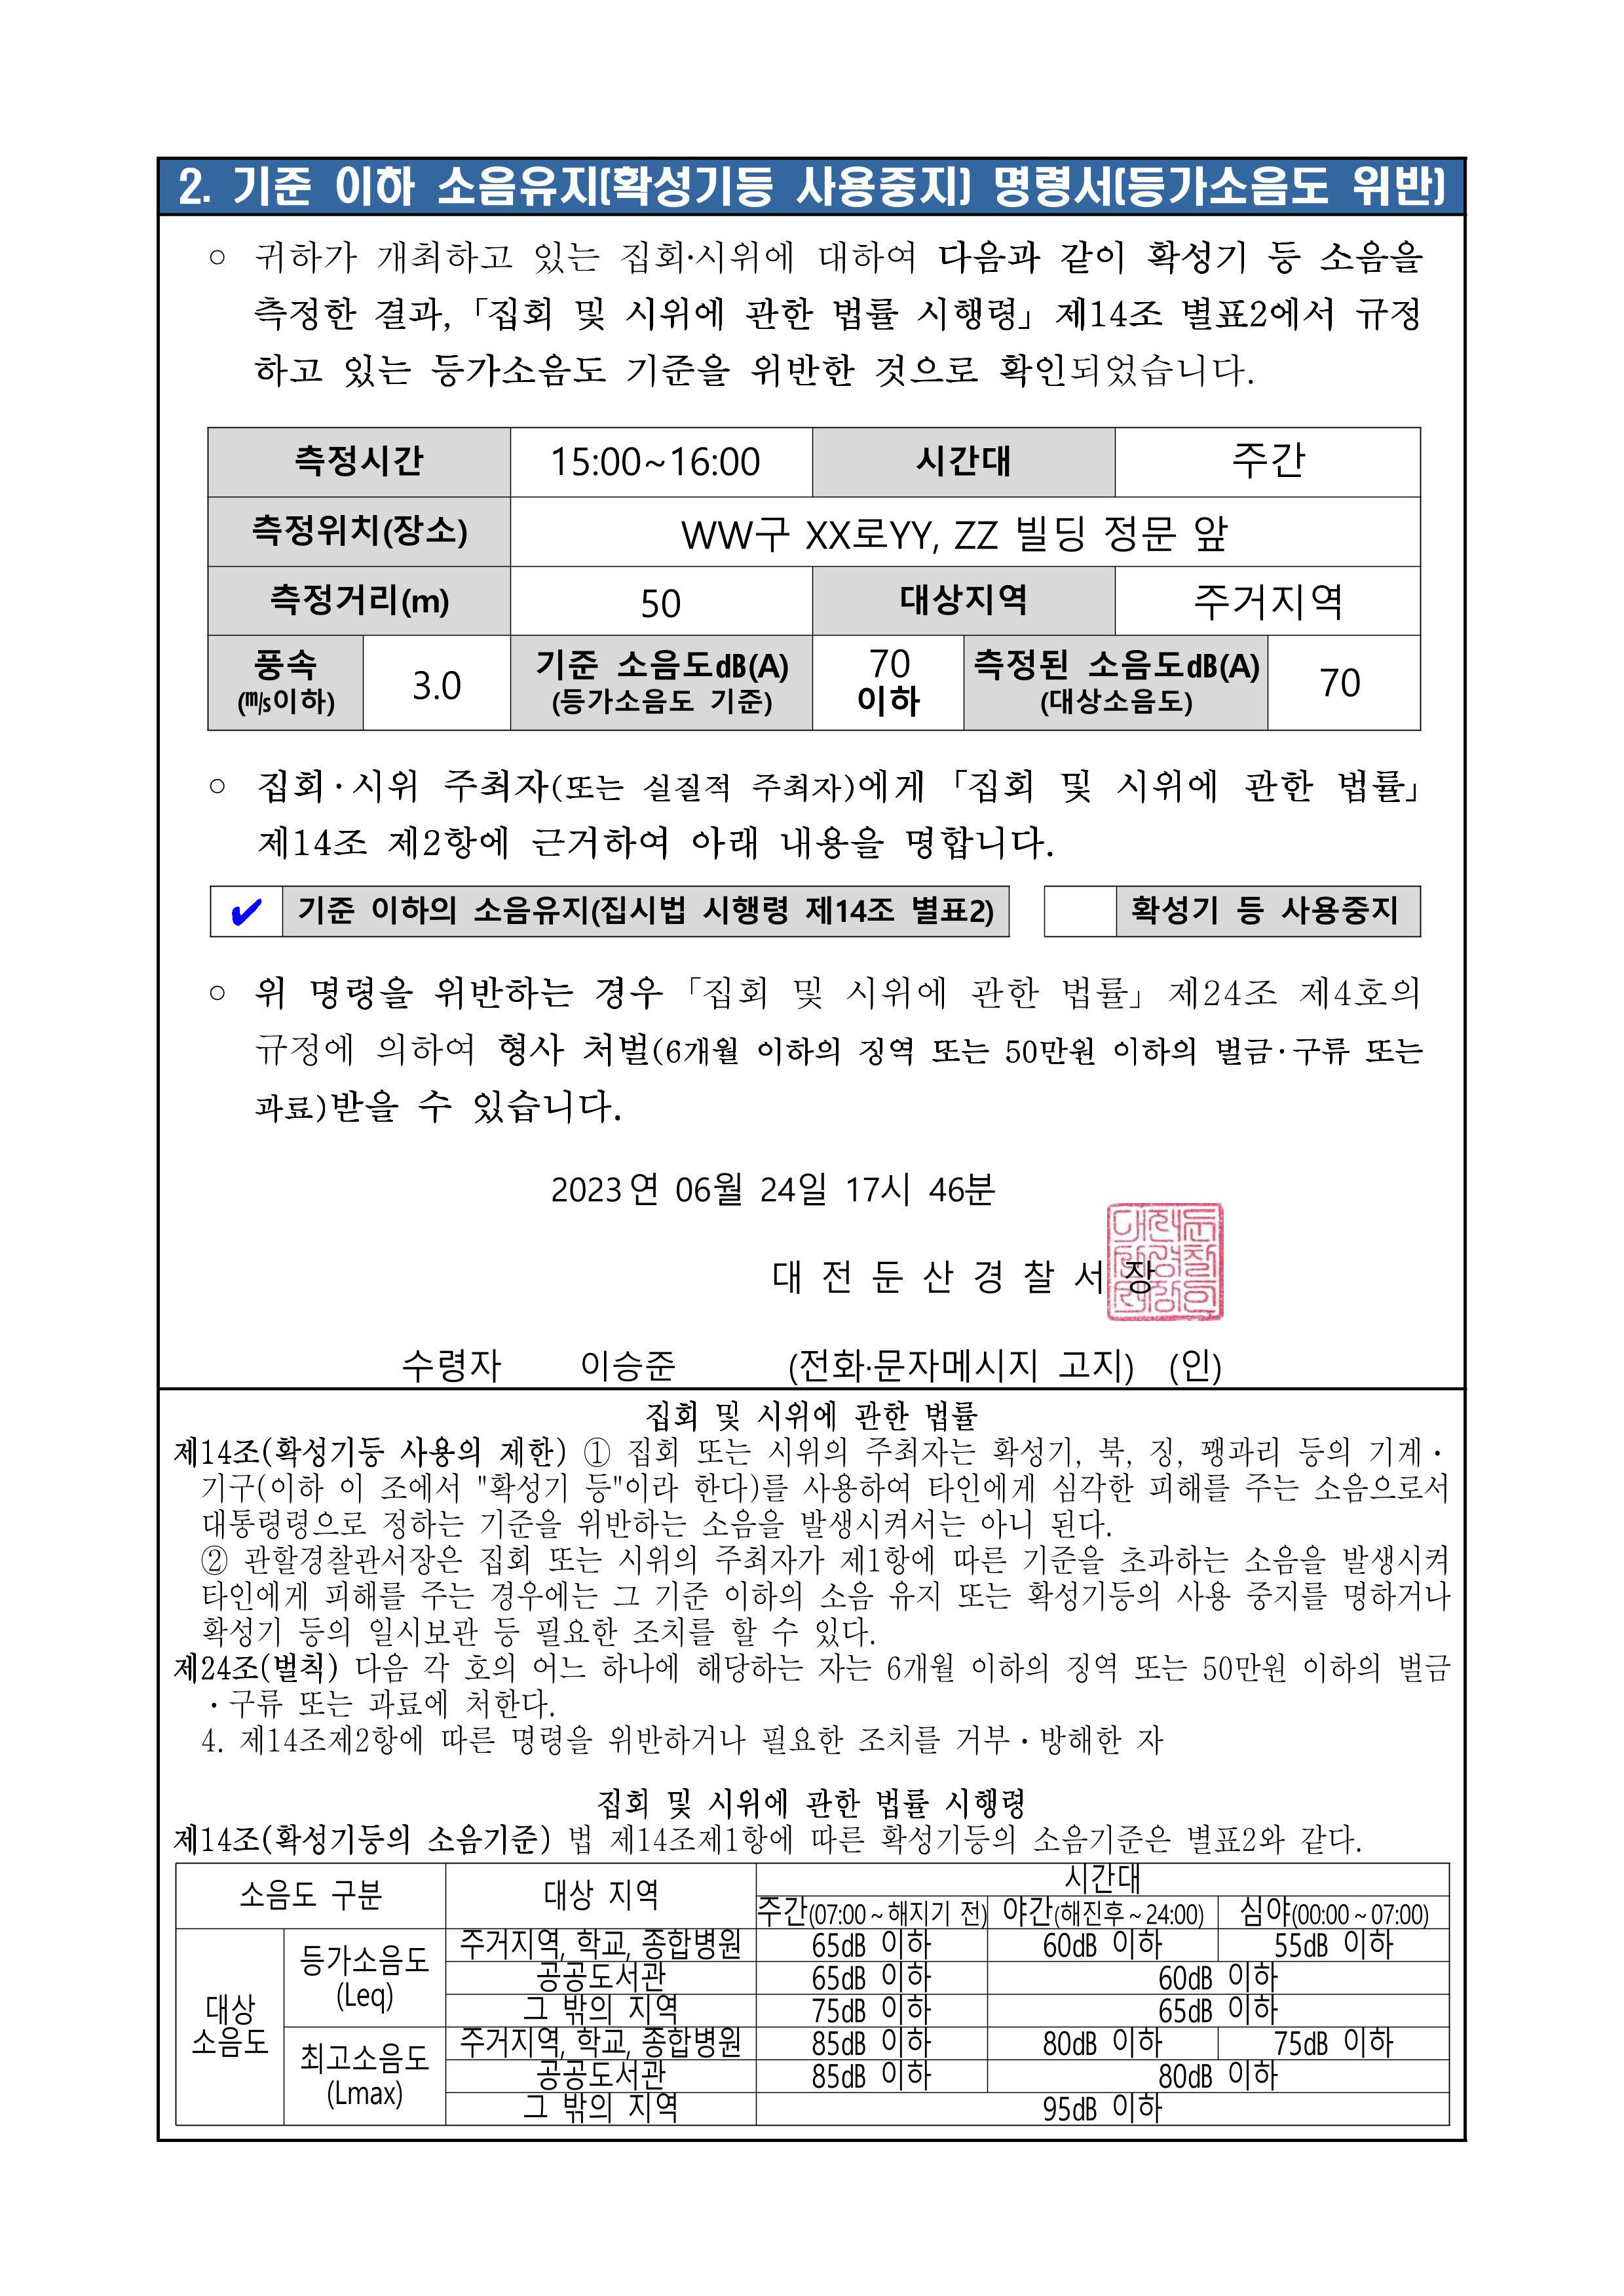 2. 기준 이하 소음유지(확성기등 사용중지) 명령서(등가소음도 위반)
○ 귀하가 개최하고 있는 집회·시위에 대하여 다음과 같이 확성기 등 소음을
측정한 결과, 「집회 및 시위에 관한 법률 시행령」 제14조 별표2에서 규정
하고 있는 등가소음도 기준을 위반한 것으로 확인되었습니다.
측정시간 15:00~16:00 시간대 주간
측정위치(장소) WW구 XX로YY, ZZ 빌딩 정문 앞
측정거리(m) 50 대상지역 주거지역
풍속 (㎧이하) 3.0 기준 소음도㏈(A) (등가소음도 기준) 70 이하 측정된 소음도㏈(A) (대상소음도) 70
○ 집회·시위 주최자(또는 실질적 주최자)에게 「집회 및 시위에 관한 법률」
제14조 제2항에 근거하여 아래 내용을 명합니다.
✔ 기준 이하의 소음유지(집시법 시행령 제14조 별표2) 확성기 등 사용중지
○ 위 명령을 위반하는 경우 「집회 및 시위에 관한 법률」 제24조 제4호의
규정에 의하여 형사 처벌(6개월 이하의 징역 또는 50만원 이하의 벌금·구류 또는
과료)받을 수 있습니다.
2023 연 06월 24일 17시 46분
대 전 둔 산 경 찰 서 장
수령자 이승준 (전화·문자메시지 고지) (인)
집회 및 시위에 관한 법률
제14조(확성기등 사용의 제한) ① 집회 또는 시위의 주최자는 확성기, 북, 징, 꽹과리 등의 기계·
기구(이하 이 조에서 "확성기 등"이라 한다)를 사용하여 타인에게 심각한 피해를 주는 소음으로서
대통령령으로 정하는 기준을 위반하는 소음을 발생시켜서는 아니 된다.
② 관할경찰관서장은 집회 또는 시위의 주최자가 제1항에 따른 기준을 초과하는 소음을 발생시켜
타인에게 피해를 주는 경우에는 그 기준 이하의 소음 유지 또는 확성기등의 사용 중지를 명하거나
확성기 등의 일시보관 등 필요한 조치를 할 수 있다.
제24조(벌칙) 다음 각 호의 어느 하나에 해당하는 자는 6개월 이하의 징역 또는 50만원 이하의 벌금
·구류 또는 과료에 처한다.
4. 제14조제2항에 따른 명령을 위반하거나 필요한 조치를 거부·방해한 자
집회 및 시위에 관한 법률 시행령
제14조(확성기등의 소음기준) 법 제14조제1항에 따른 확성기등의 소음기준은 별표2와 같다.
소음도 구분 대상 지역 시간대
주간(07:00~해지기 전) 야간(해진후~24:00) 심야(00:00~07:00)
대상 소음도 등가소음도 (Leq) 주거지역, 학교, 종합병원 65㏈ 이하 60㏈ 이하 55㏈ 이하
공공도서관 65㏈ 이하 60㏈ 이하
그 밖의 지역 75㏈ 이하 65㏈ 이하
최고소음도 (Lmax) 주거지역, 학교, 종합병원 85㏈ 이하 80㏈ 이하 75㏈ 이하
공공도서관 85㏈ 이하 80㏈ 이하
그 밖의 지역 95㏈ 이하